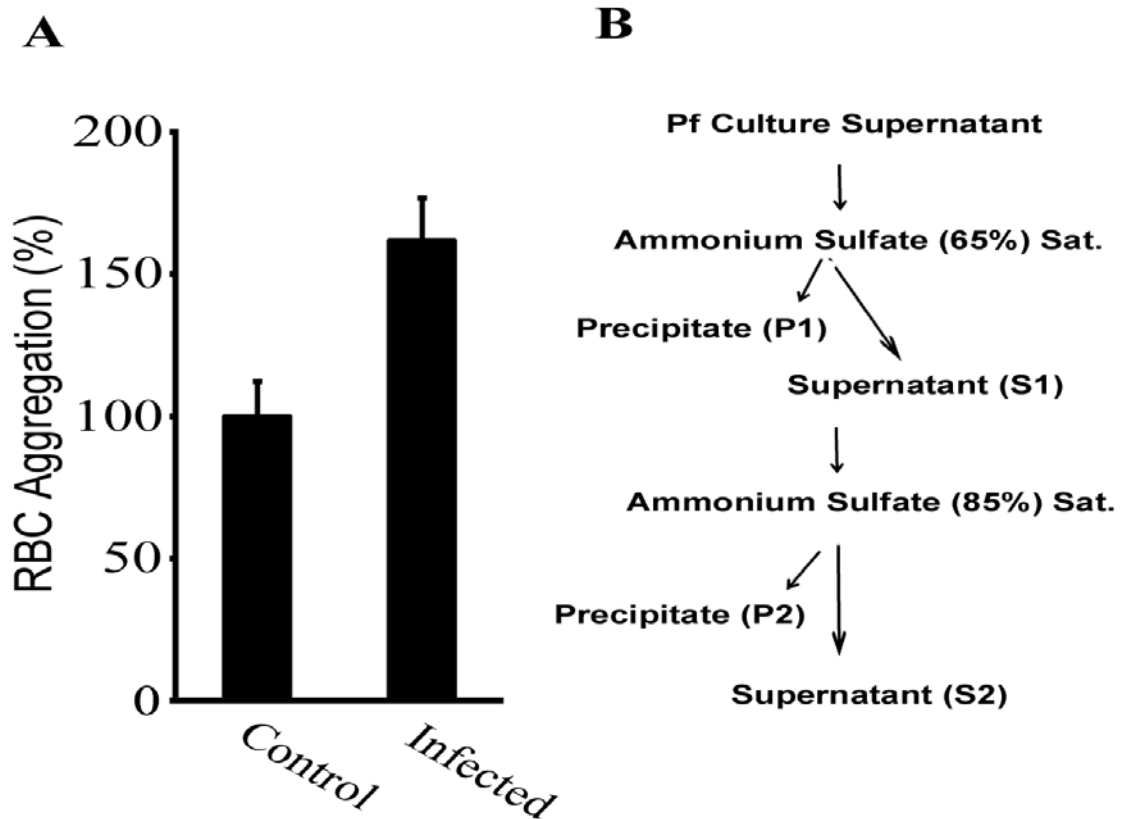 A
200
150
100
50
0
RBC Aggregation (%)
Control
Infected
B
Pf Culture Supernatant
Ammonium Sulfate (65%) Sat.
Precipitate (P1)
Supernatant (S1)
Ammonium Sulfate (85%) Sat.
Precipitate (P2)
Supernatant (S2)